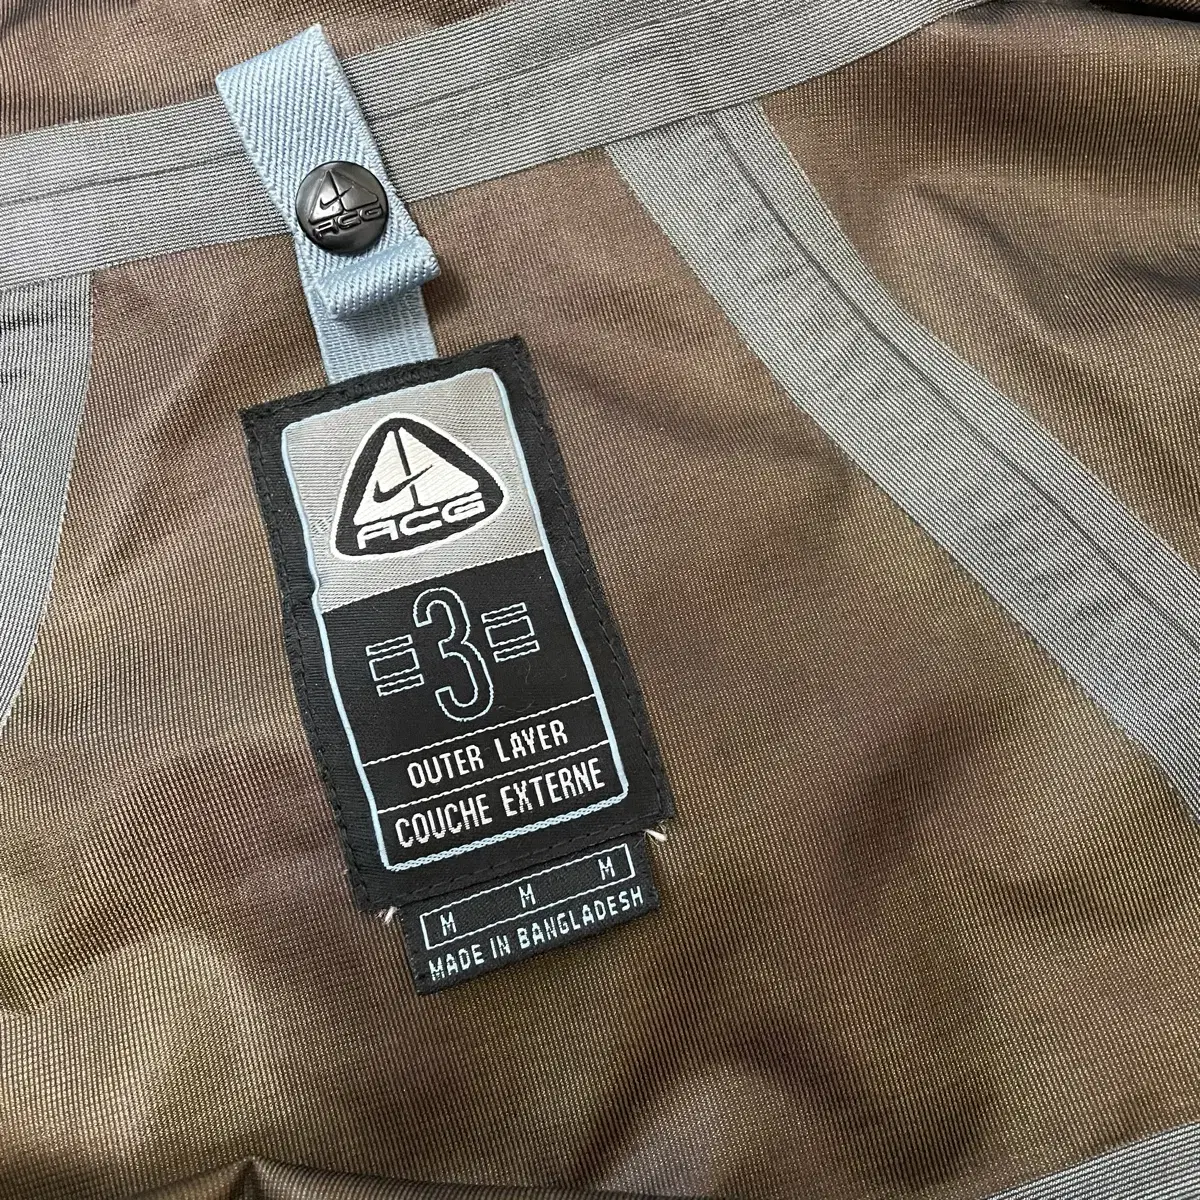 ACG
ACG
3
OUTER LAYER
COUCHE EXTERNE
M M M
MADE IN BANGLADESH